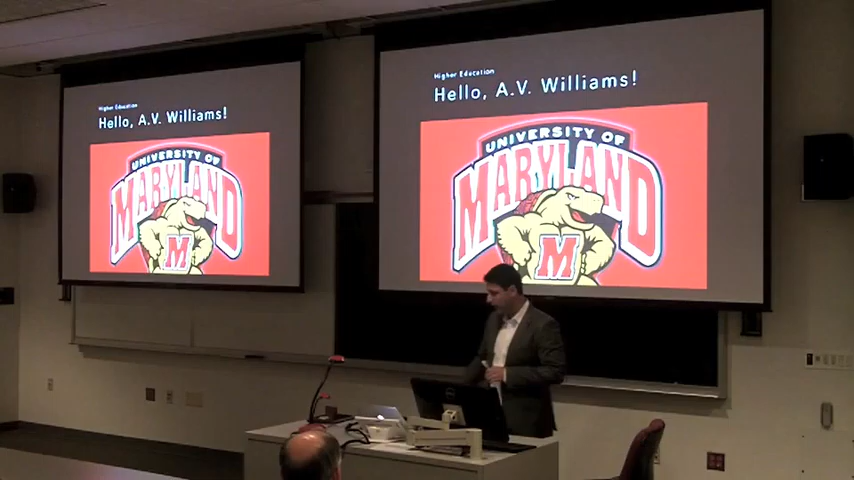 Higher Education
Hello, A.V. Williams!
UNIVERSITY OF
MARYLAND
M
Higher Education
Hello, A.V. Williams!
UNIVERSITY OF
MARYLAND
M